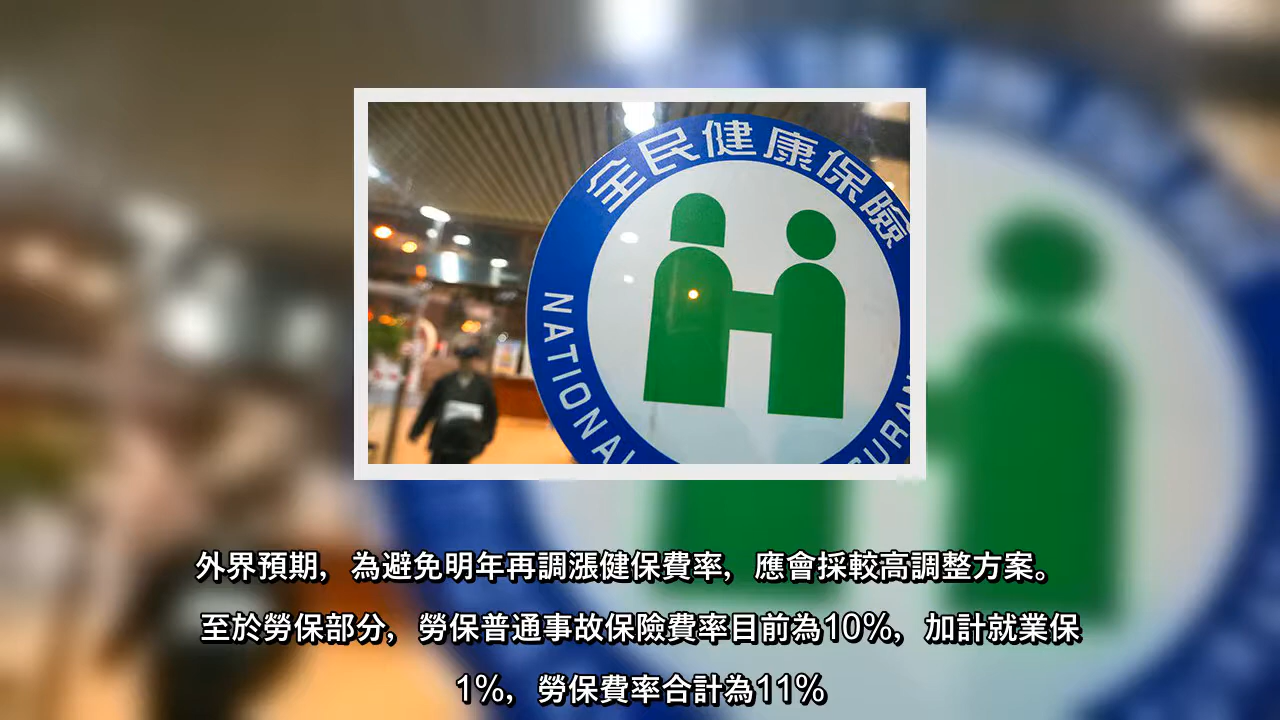 全民健康保險
NATIONAL
外界預期，為避免明年再調漲健保費率，應會採較高調整方案。
至於勞保部分，勞保普通事故保險費率目前為10%，加計就業保
1%，勞保費率合計為11%